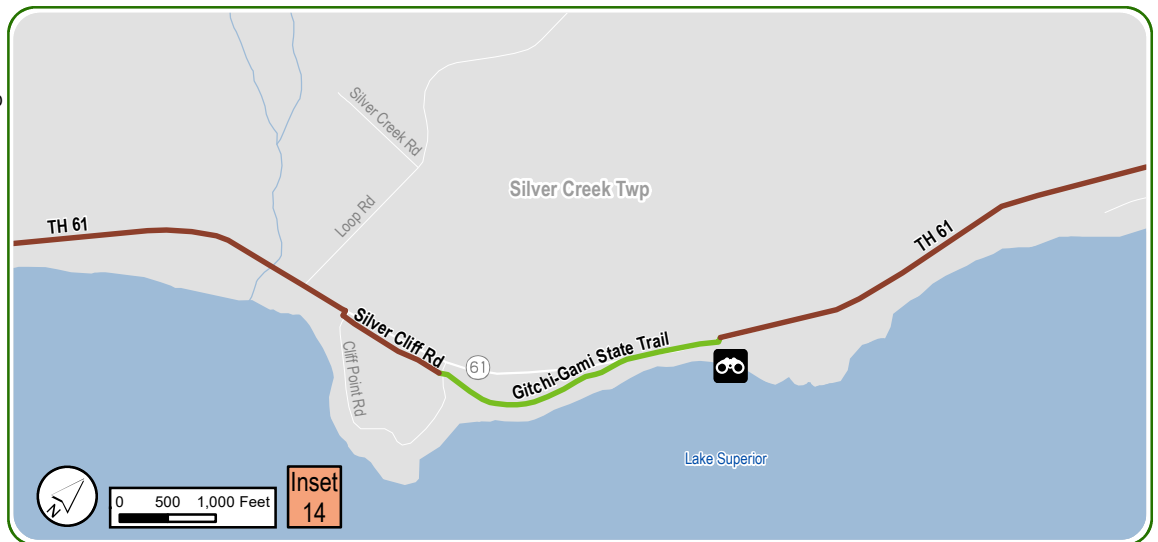 Silver Creek Rd
Silver Creek Twp
Loop Rd
TH 61
TH 61
Silver Cliff Rd
Cliff Point Rd
61
Gitchi-Gami State Trail
Lake Superior
N
0 500 1,000 Feet
Inset
14